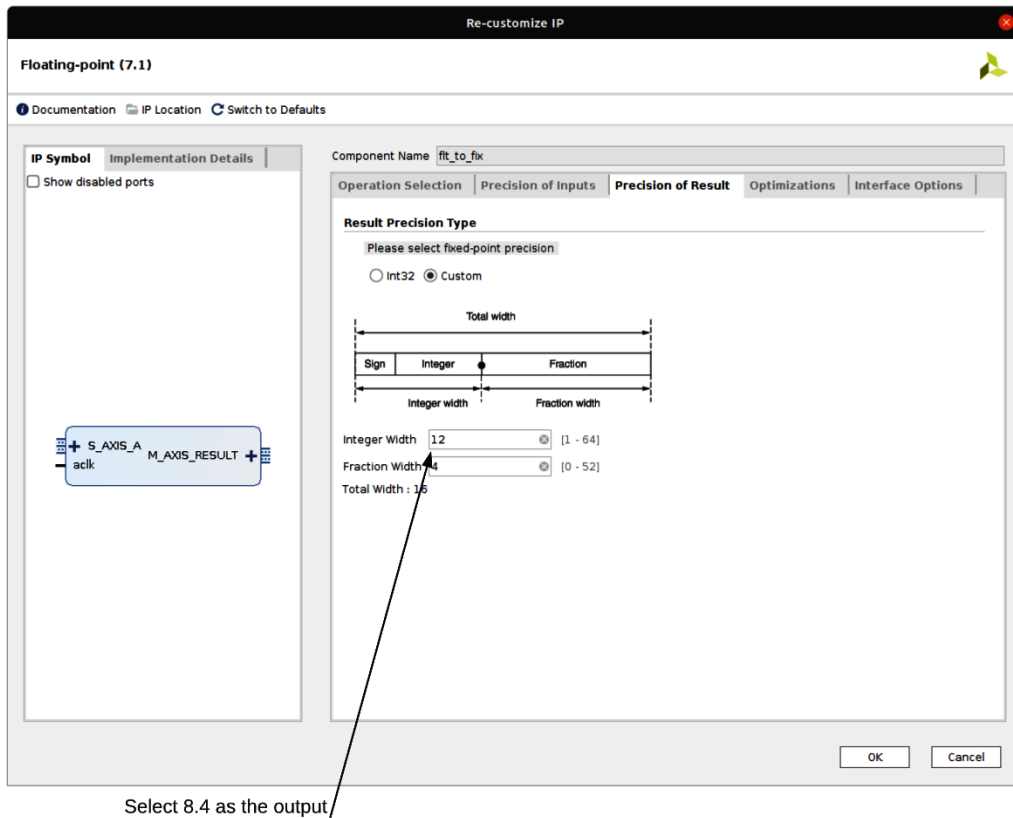 Re-customize IP
Floating-point (7.1)
Documentation IP Location Switch to Defaults
IP Symbol Implementation Details
Show disabled ports
S_AXIS_A
aclk
M_AXIS_RESULT
Component Name flt_to_fix
Operation Selection Precision of Inputs Precision of Result Optimizations Interface Options
Result Precision Type
Please select fixed-point precision
Int32 Custom
Total width
Sign Integer Fraction
Integer width Fraction width
Integer Width 12 [1 - 64]
Fraction Width 4 [0 - 52]
Total Width : 16
OK Cancel
Select 8.4 as the output